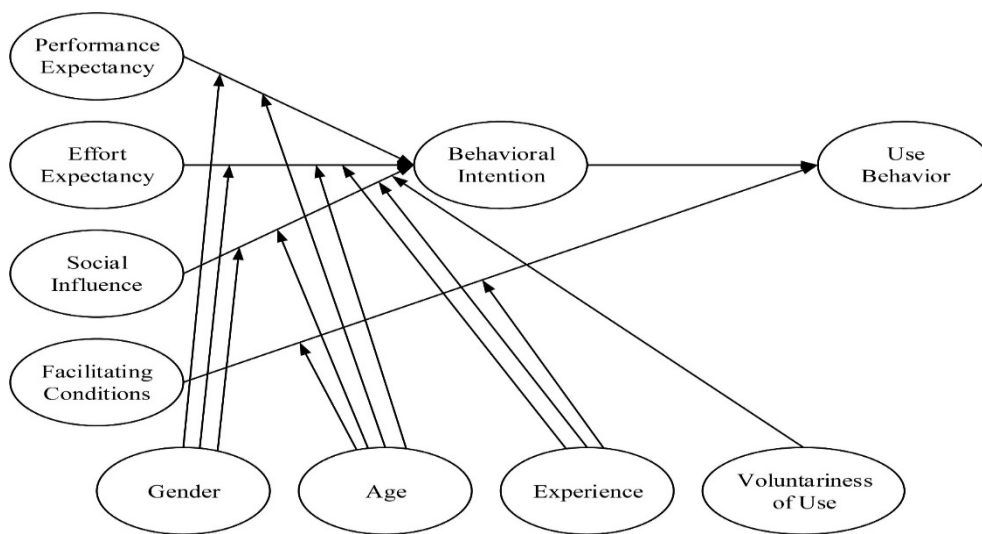 Performance
Expectancy
Effort
Expectancy
Behavioral
Intention
Use
Behavior
Social
Influence
Facilitating
Conditions
Gender
Age
Experience
Voluntariness
of Use